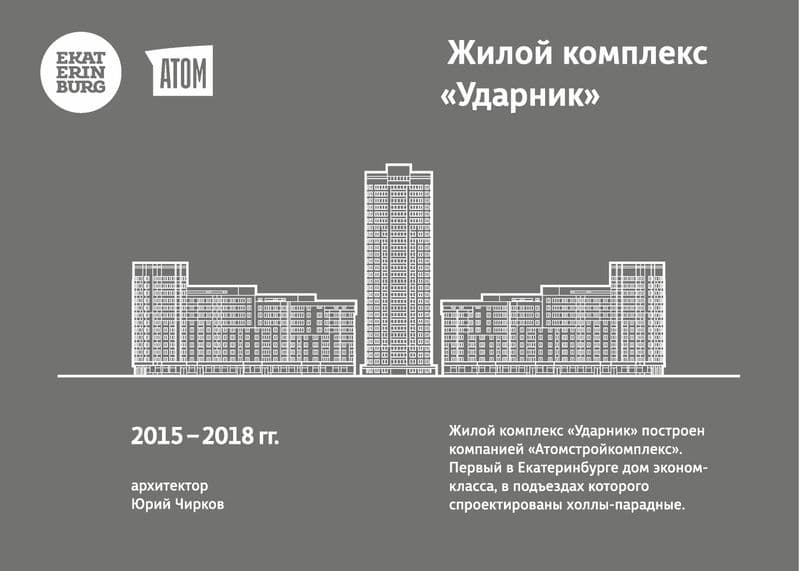 EKAT
ERIN
BURG
АТОМ
Жилой комплекс
«Ударник»
2015 – 2018 гг.
архитектор
Юрий Чирков
Жилой комплекс «Ударник» построен
компанией «Атомстройкомплекс».
Первый в Екатеринбурге дом эконом-
класса, в подъездах которого
спроектированы холлы-парадные.